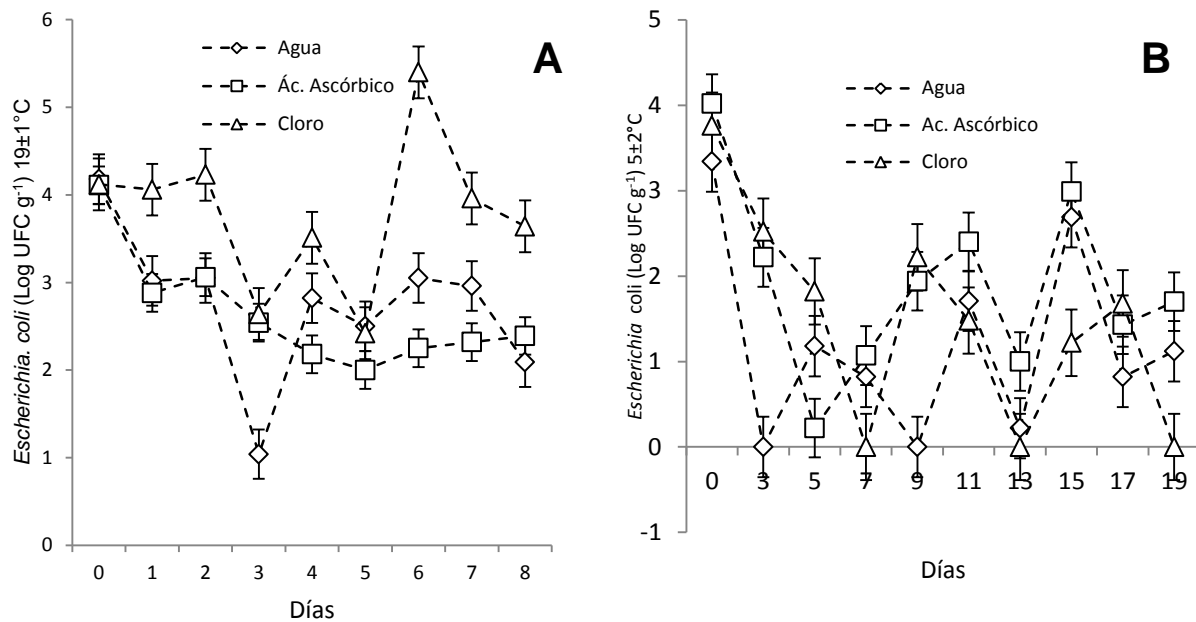 A
Agua
Ác. Ascórbico
Cloro
Escherichia. coli (Log UFC g-1) 19±1°C
6
5
4
3
2
1
0
0 1 2 3 4 5 6 7 8
Días
B
Agua
Ac. Ascórbico
Cloro
Escherichia coli (Log UFC g-1) 5±2°C
5
4
3
2
1
0
-1
0 3 5 7 9 11 13 15 17 19
Días